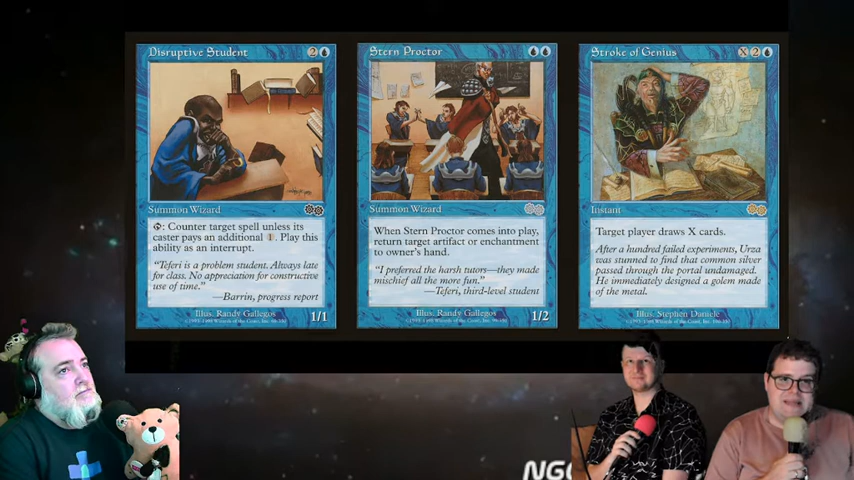 Disruptive Student 2
Summon Wizard
: Counter target spell unless its
caster pays an additional 1. Play this
ability as an interrupt.
"Teferi is a problem student. Always late
for class. No appreciation for constructive
use of time."
—Barrin, progress report
Illus. Randy Gallegos
1/1
Stern Proctor
Summon Wizard
When Stern Proctor comes into play,
return target artifact or enchantment
to owner's hand.
"I preferred the harsh tutors—they made
mischief all the more fun."
—Teferi, third-level student
Illus. Randy Gallegos
1/2
Stroke of Genius X 2
Instant
Target player draws X cards.
After a hundred failed experiments, Urza
was stunned to find that common silver
passed through the portal undamaged.
He immediately designed a golem made
of the metal.
Illus. Stephen Daniele